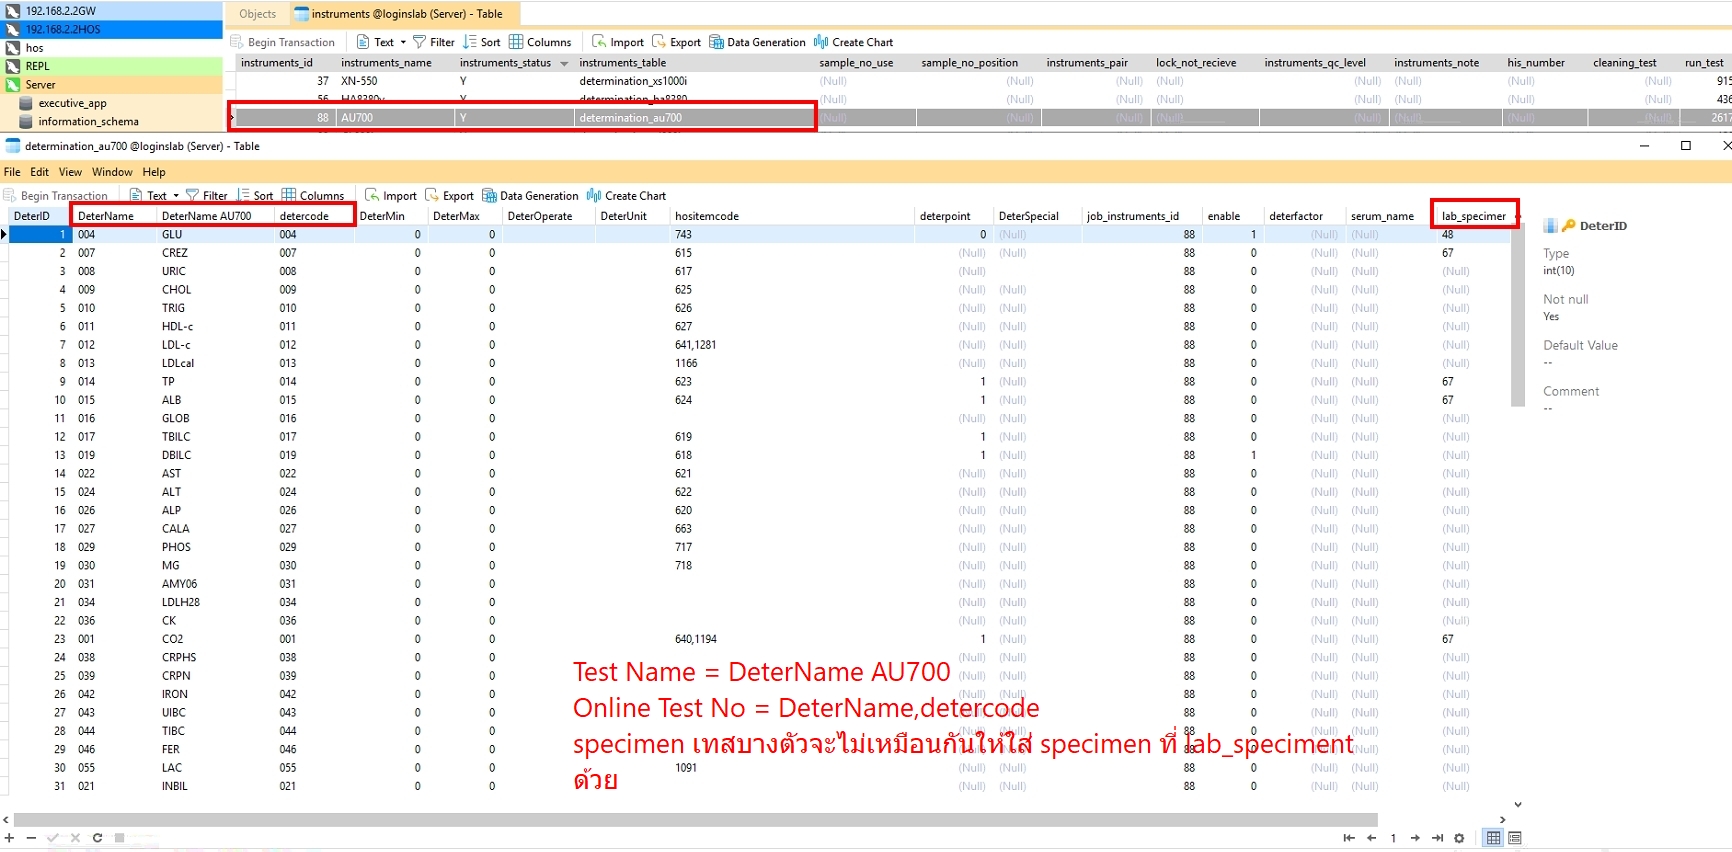 192.168.2.2GW
192.168.2.2HOS
hos
REPL
Server
executive_app
information_schema
Objects instruments @loginslab (Server) - Table
Begin Transaction Text Filter Sort Columns Import Export Data Generation Create Chart
instruments_id instruments_name instruments_status instruments_table sample_no_use sample_no_position instruments_pair lock_not_recieve instruments_qc_level instruments_note his_number cleaning_test run_test
37 XN-550 Y determination_xs1000i (Null) (Null) (Null) (Null) (Null) (Null) (Null) (Null) 915
56 HA8380v Y determination_ha8380 (Null) (Null) (Null) (Null) (Null) (Null) (Null) (Null) 436
88 AU700 Y determination_au700 (Null) (Null) (Null) (Null) (Null) (Null) (Null) (Null) 2617
determination_au700 @loginslab (Server) - Table
File Edit View Window Help
Begin Transaction Text Filter Sort Columns Import Export Data Generation Create Chart
DeterID DeterName DeterName AU700 detercode DeterMin DeterMax DeterOperate DeterUnit hositemcode deterpoint DeterSpecial job_instruments_id enable deterfactor serum_name lab_specimen
1 004 GLU 004 0 0 743 0 (Null) 88 1 (Null) (Null) 48
2 007 CREZ 007 0 0 615 (Null) (Null) 88 0 (Null) (Null) 67
3 008 URIC 008 0 0 617 (Null) 88 0 (Null) (Null) (Null)
4 009 CHOL 009 0 0 625 (Null) (Null) 88 0 (Null) (Null) (Null)
5 010 TRIG 010 0 0 626 (Null) (Null) 88 0 (Null) (Null) (Null)
6 011 HDL-c 011 0 0 627 (Null) (Null) 88 0 (Null) (Null) (Null)
7 012 LDL-c 012 0 0 641,1281 (Null) (Null) 88 0 (Null) (Null) (Null)
8 013 LDLcal 013 0 0 1166 (Null) (Null) 88 0 (Null) (Null) (Null)
9 014 TP 014 0 0 623 1 (Null) 88 0 (Null) (Null) 67
10 015 ALB 015 0 0 624 1 (Null) 88 0 (Null) (Null) 67
11 016 GLOB 016 0 0 (Null) (Null) 88 0 (Null) (Null) (Null)
12 017 TBILC 017 0 0 619 1 (Null) 88 0 (Null) (Null) (Null)
13 019 DBILC 019 0 0 618 1 (Null) 88 1 (Null) (Null) (Null)
14 022 AST 022 0 0 621 (Null) (Null) 88 0 (Null) (Null) (Null)
15 024 ALT 024 0 0 622 (Null) (Null) 88 0 (Null) (Null) (Null)
16 026 ALP 026 0 0 620 (Null) (Null) 88 0 (Null) (Null) (Null)
17 027 CALA 027 0 0 663 (Null) (Null) 88 0 (Null) (Null) (Null)
18 029 PHOS 029 0 0 717 (Null) (Null) 88 0 (Null) (Null) (Null)
19 030 MG 030 0 0 718 (Null) (Null) 88 0 (Null) (Null) (Null)
20 031 AMY06 031 0 0 (Null) (Null) 88 0 (Null) (Null) (Null)
21 034 LDLH28 034 0 0 (Null) (Null) 88 0 (Null) (Null) (Null)
22 036 CK 036 0 0 (Null) (Null) 88 0 (Null) (Null) (Null)
23 001 CO2 001 0 0 640,1194 1 (Null) 88 0 (Null) (Null) 67
24 038 CRPHS 038 0 0 (Null) (Null) 88 0 (Null) (Null) (Null)
25 039 CRPN 039 0 0 (Null) (Null) 88 0 (Null) (Null) (Null)
26 042 IRON 042 0 0 (Null) (Null) 88 0 (Null) (Null) (Null)
27 043 UIBC 043 0 0 (Null) (Null) 88 0 (Null) (Null) (Null)
28 044 TIBC 044 0 0 (Null) (Null) 88 0 (Null) (Null) (Null)
29 046 FER 046 0 0 (Null) (Null) 88 0 (Null) (Null) (Null)
30 055 LAC 055 0 0 1091 (Null) (Null) 88 0 (Null) (Null) (Null)
31 021 INBIL 021 0 0 (Null) (Null) 88 0 (Null) (Null) (Null)
Test Name = DeterName AU700
Online Test No = DeterName,detercode
specimen เทสบางตัวจะไม่เหมือนกันให้ใส่ specimen ที่ lab_speciment
ด้วย
DeterID
Type
int(10)
Not null
Yes
Default Value
--
Comment
--
1